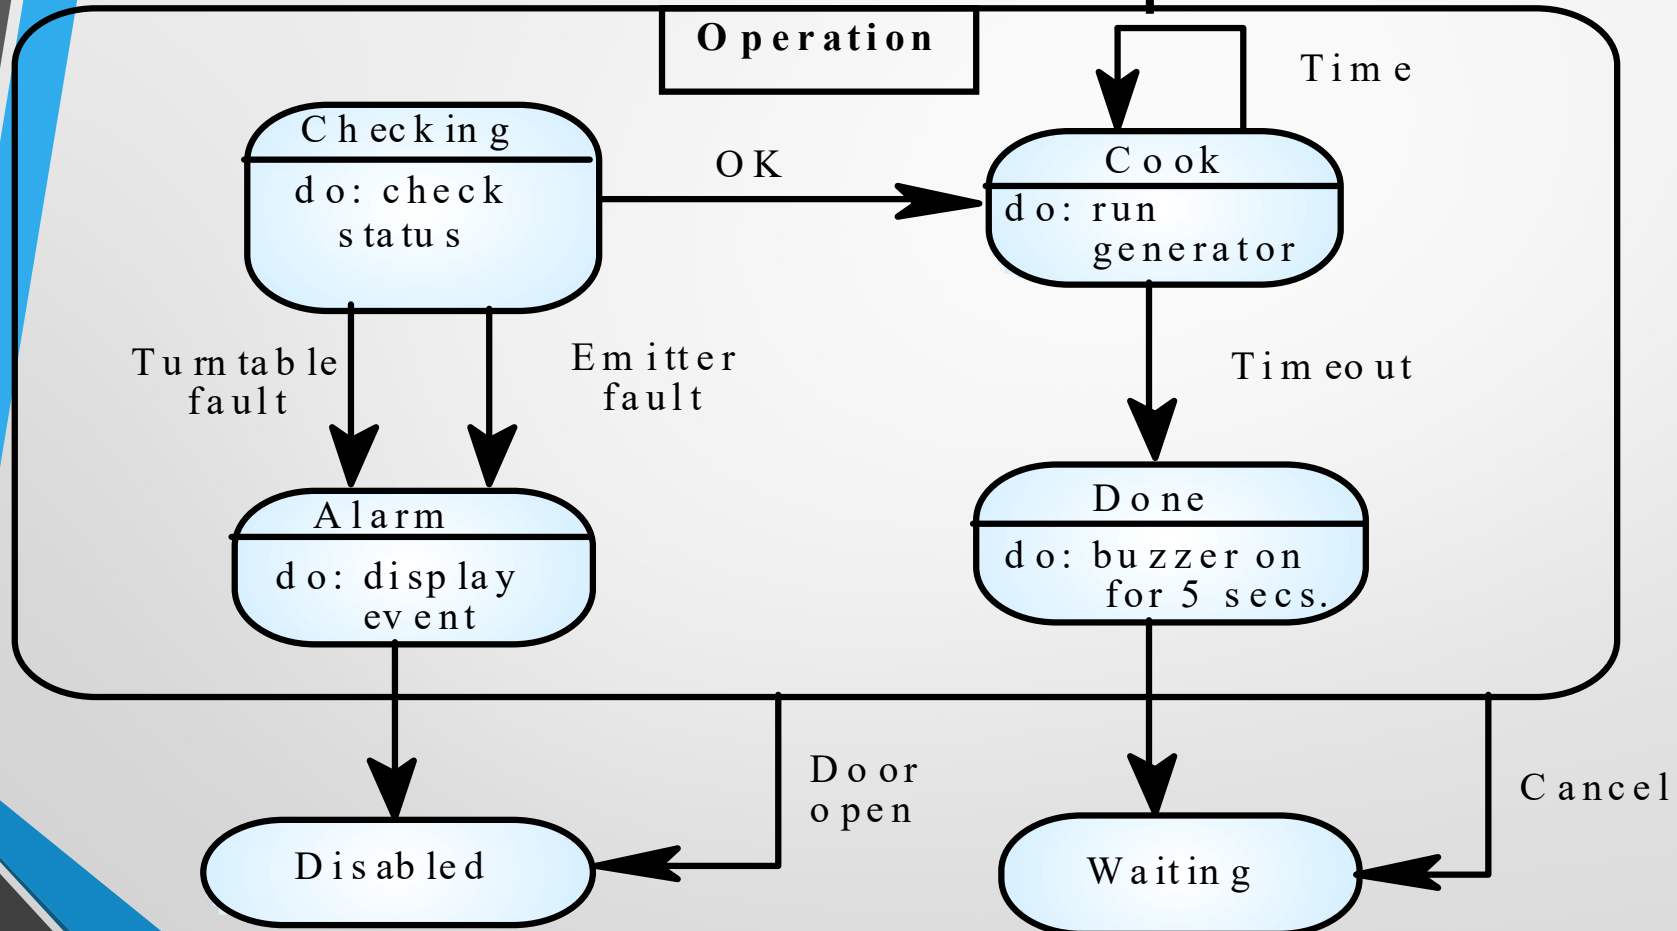 Operation
Time
Checking
do: check
status
OK
Cook
do: run
generator
Turntable
fault
Emitter
fault
Timeout
Alarm
do: display
event
Done
do: buzzer on
for 5 secs.
Door
open
Cancel
Disabled
Waiting